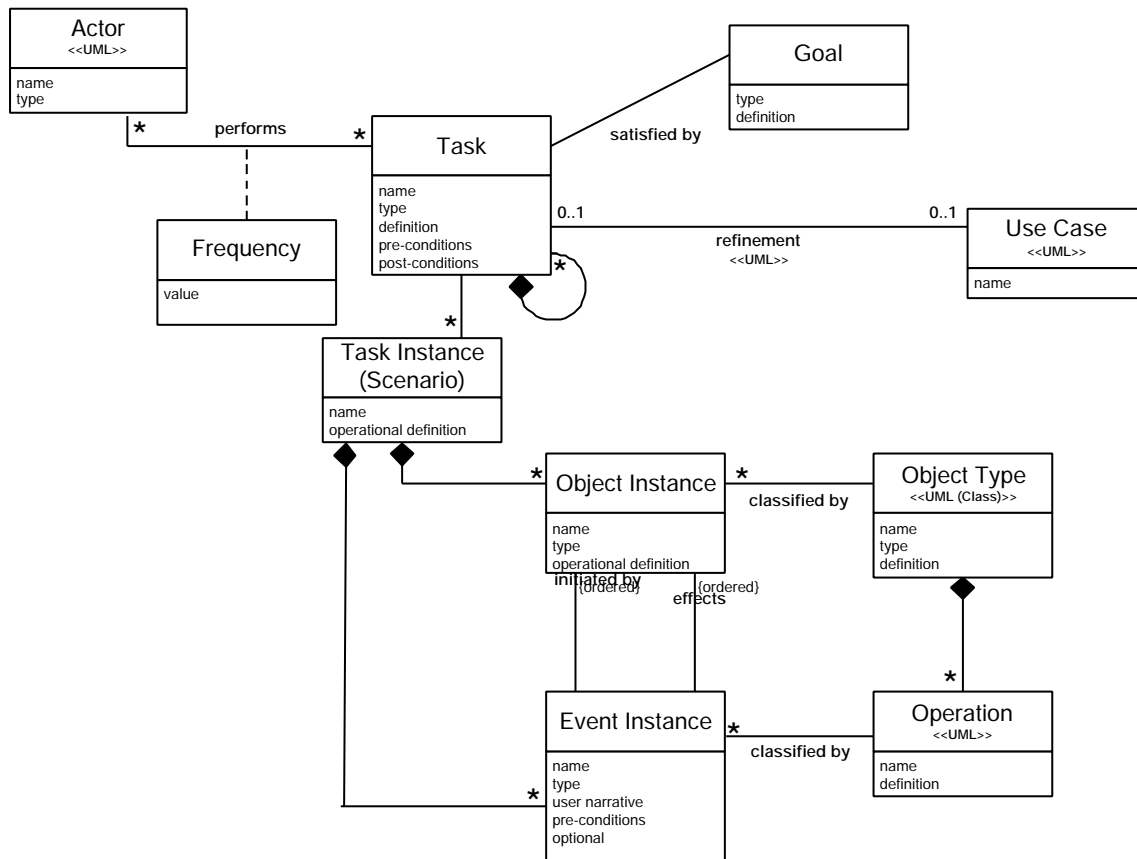 Actor
<<UML>>
name
type
*
performs
*
Goal
type
definition
satisfied by
Task
name
type
definition
pre-conditions
post-conditions
*
0..1
0..1
refinement
<<UML>>
Use Case
<<UML>>
name
Frequency
value
*
Task Instance
(Scenario)
name
operational definition
*
Object Instance
name
type
operational definition
*
classified by
Object Type
<<UML (Class)>>
name
type
definition
initiated by
{ordered}
effects
{ordered}
*
Event Instance
name
type
user narrative
pre-conditions
optional
*
*
classified by
Operation
<<UML>>
name
definition